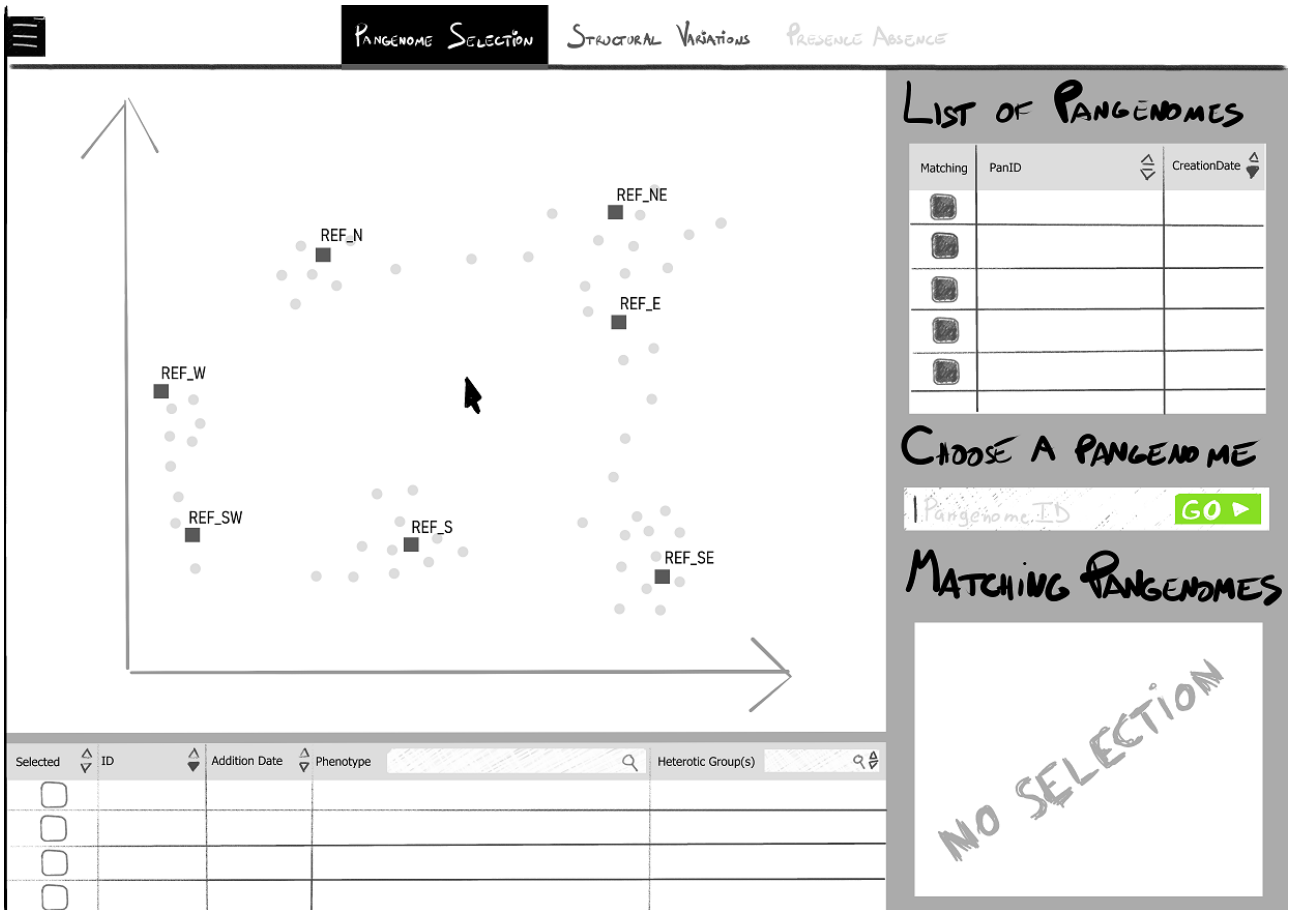 PANGENOME SELECTION
STRUCTURAL VARIATIONS
PRESENCE ABSENCE
REF_NE
REF_N
REF_E
REF_W
REF_SW
REF_S
REF_SE
LIST OF PANGENOMES
Matching PanID CreationDate
CHOOSE A PANGENOME
Pangenome ID GO
MATCHING PANGENOMES
NO SELECTION
Selected ID Addition Date Phenotype Heterotic Group(s)